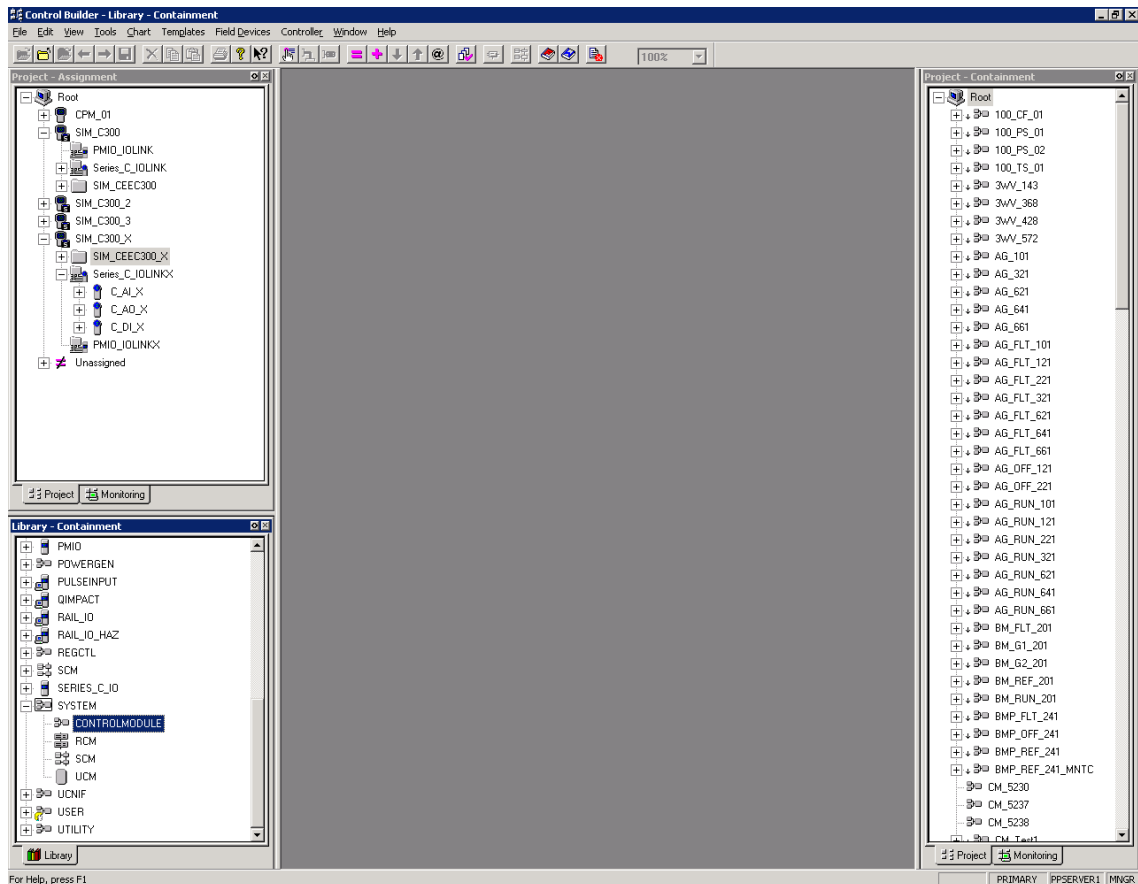 Control Builder - Library - Containment
File Edit View Tools Chart Templates Field Devices Controller Window Help
100%
Project - Assignment
Root
CPM_01
SIM_C300
PMIO_IOLINK
Series_C_IOLINK
SIM_CEEC300
SIM_C300_2
SIM_C300_3
SIM_C300_X
SIM_CEEC300_X
Series_C_IOLINKX
C_AI_X
C_AO_X
C_DI_X
PMIO_IOLINKX
Unassigned
Project Monitoring
Library - Containment
PMIO
POWERGEN
PULSEINPUT
QIMPACT
RAIL_IO
RAIL_IO_HAZ
REGCTL
SCM
SERIES_C_IO
SYSTEM
CONTROLMODULE
RCM
SCM
UCM
UCNIF
USER
UTILITY
Library
Project - Containment
Root
100_CF_01
100_PS_01
100_PS_02
100_TS_01
3WV_143
3WV_368
3WV_428
3WV_572
AG_101
AG_321
AG_621
AG_641
AG_661
AG_FLT_101
AG_FLT_121
AG_FLT_221
AG_FLT_321
AG_FLT_621
AG_FLT_641
AG_FLT_661
AG_OFF_121
AG_OFF_221
AG_RUN_101
AG_RUN_121
AG_RUN_221
AG_RUN_321
AG_RUN_621
AG_RUN_641
AG_RUN_661
BM_FLT_201
BM_G1_201
BM_G2_201
BM_REF_201
BM_RUN_201
BMP_FLT_241
BMP_OFF_241
BMP_REF_241
BMP_REF_241_MNTC
CM_5230
CM_5237
CM_5238
CM_Test1
Project Monitoring
For Help, press F1
PRIMARY PPSERVER1 MNGR